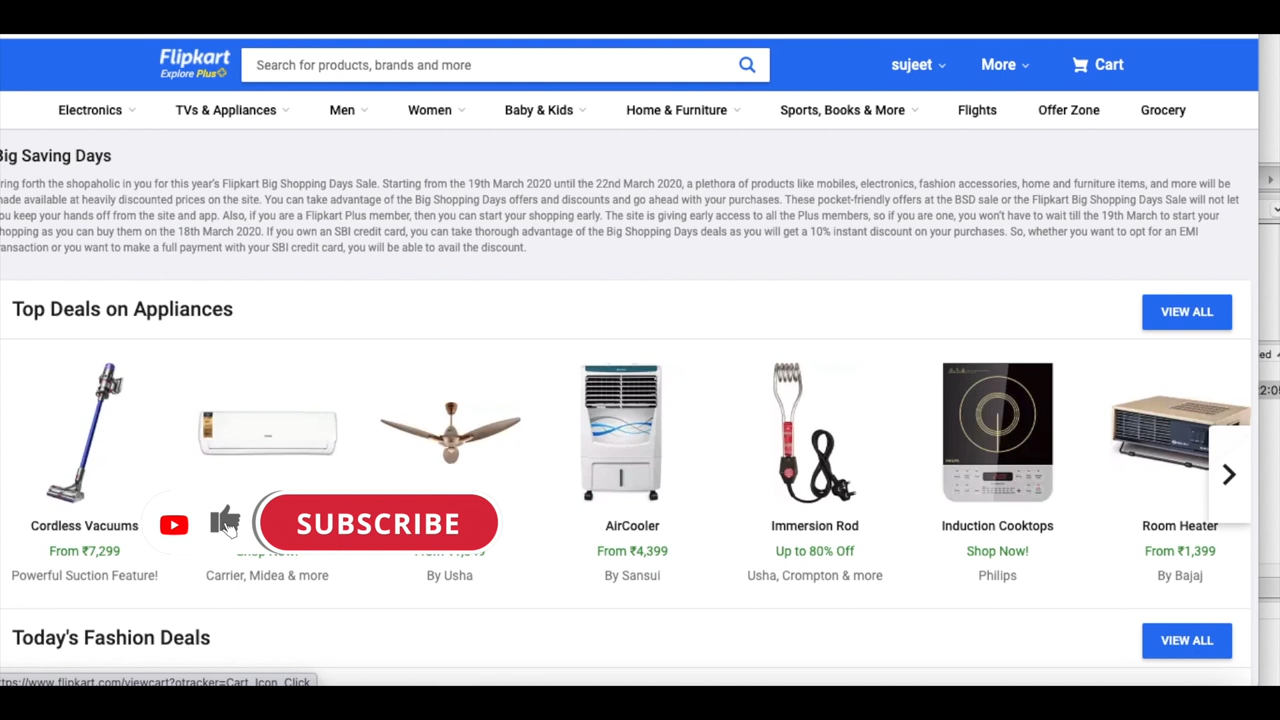 Flipkart
Explore Plus
Search for products, brands and more
sujeet
More
Cart
Electronics
TVs & Appliances
Men
Women
Baby & Kids
Home & Furniture
Sports, Books & More
Flights
Offer Zone
Grocery
Big Saving Days
ring forth the shopaholic in you for this year's Flipkart Big Shopping Days Sale. Starting from the 19th March 2020 until the 22nd March 2020, a plethora of products like mobiles, electronics, fashion accessories, home and furniture items, and more will be
nade available at heavily discounted prices on the site. You can take advantage of the Big Shopping Days offers and discounts and go ahead with your purchases. These pocket-friendly offers at the BSD sale or the Flipkart Big Shopping Days Sale will not let
ou keep your hands off from the site and app. Also, if you are a Flipkart Plus member, then you can start your shopping early. The site is giving early access to all the Plus members, so if you are one, you won't have to wait till the 19th March to start your
hopping as you can buy them on the 18th March 2020. If you own an SBI credit card, you can take thorough advantage of the Big Shopping Days deals as you will get a 10% instant discount on your purchases. So, whether you want to opt for an EMI
ansaction or you want to make a full payment with your SBI credit card, you will be able to avail the discount.
Top Deals on Appliances
VIEW ALL
Cordless Vacuums
From ₹7,299
Powerful Suction Feature!
Carrier, Midea & more
SUBSCRIBE
By Usha
AirCooler
From ₹4,399
By Sansui
Immersion Rod
Up to 80% Off
Usha, Crompton & more
Induction Cooktops
Shop Now!
Philips
Room Heater
From ₹1,399
By Bajaj
Today's Fashion Deals
VIEW ALL
ttps://www.flipkart.com/viewcart?otracker=Cart_Icon_Click